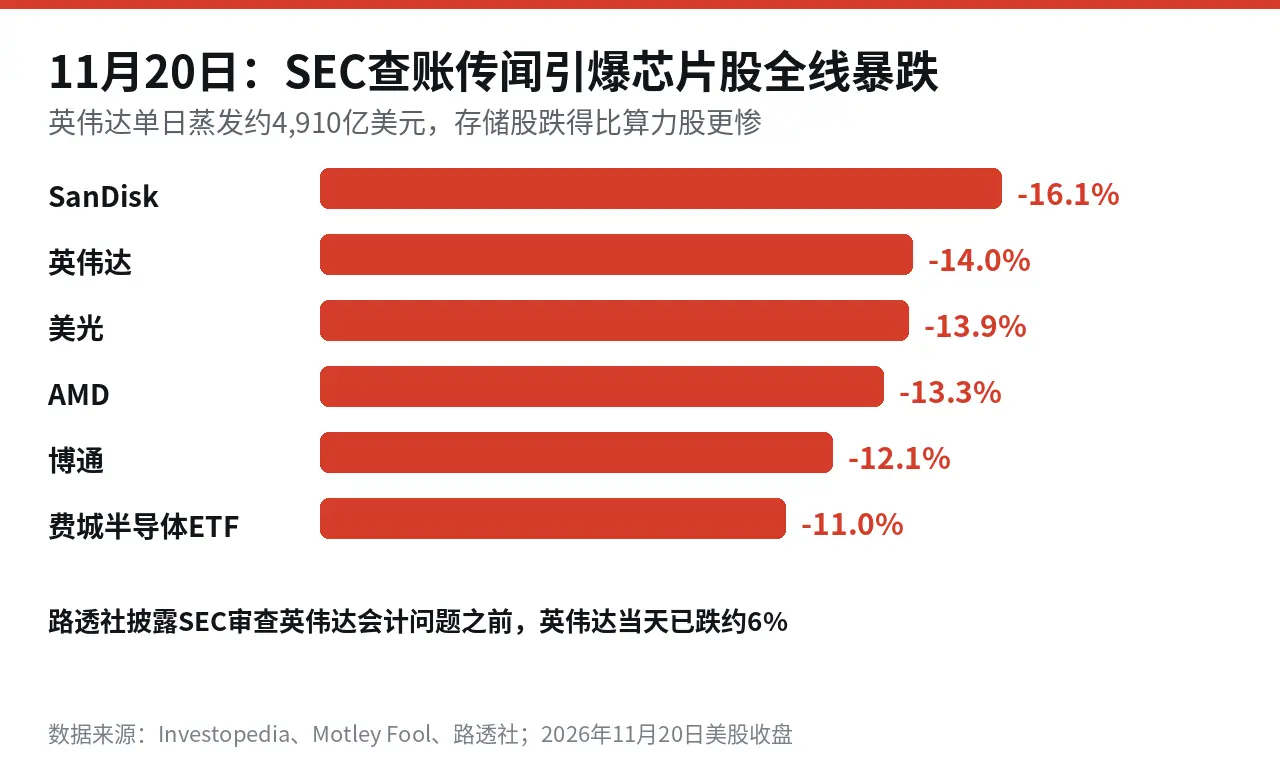 11月20日：SEC查账传闻引爆芯片股全线暴跌
英伟达单日蒸发约4,910亿美元，存储股跌得比算力股更惨
SanDisk -16.1%
英伟达 -14.0%
美光 -13.9%
AMD -13.3%
博通 -12.1%
费城半导体ETF -11.0%
路透社披露SEC审查英伟达会计问题之前，英伟达当天已跌约6%
数据来源：Investopedia、Motley Fool、路透社；2026年11月20日美股收盘